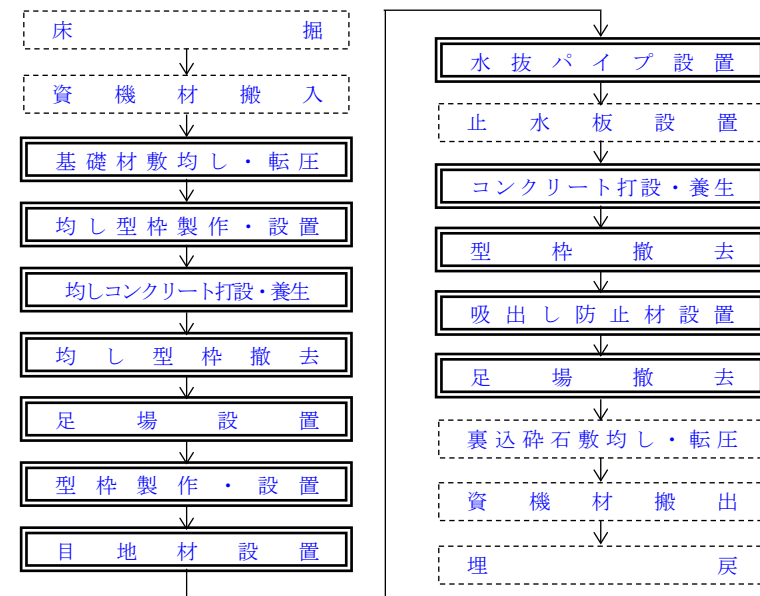 床掘
資機材搬入
基礎材敷均し・転圧
均し型枠製作・設置
均しコンクリート打設・養生
均し型枠撤去
足場設置
型枠製作・設置
目地材設置
水抜パイプ設置
止水板設置
コンクリート打設・養生
型枠撤去
吸出し防止材設置
足場撤去
裏込砕石敷均し・転圧
資機材搬出
埋戻